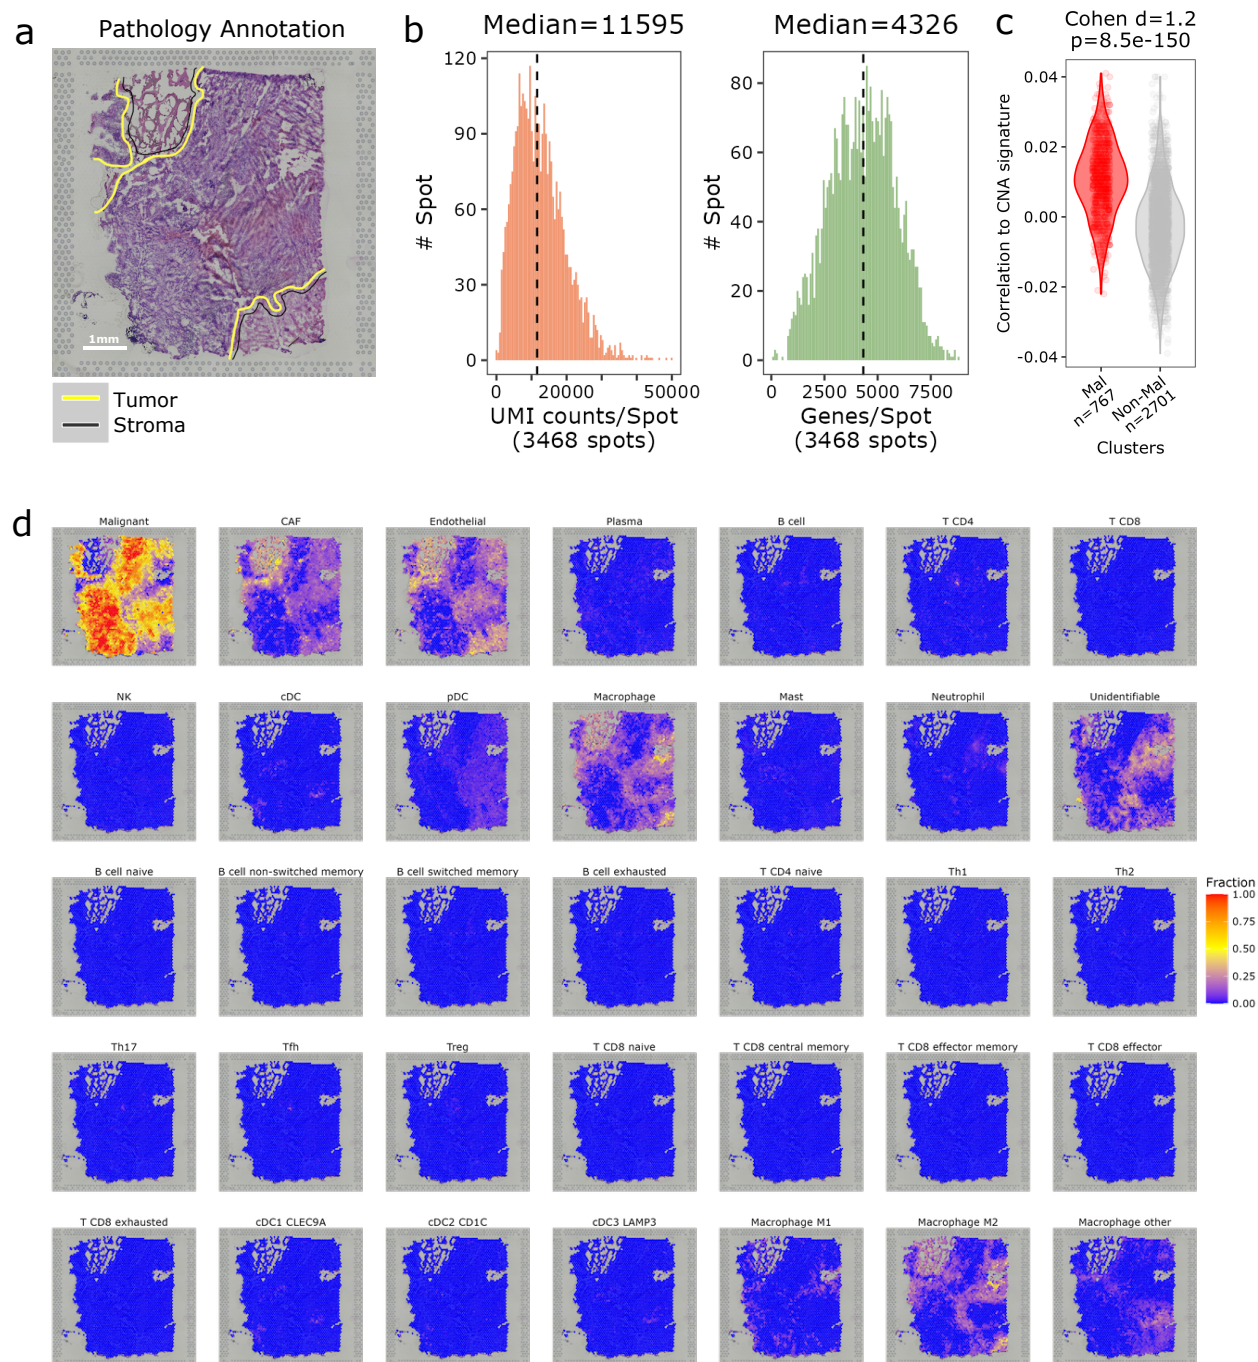 a
Pathology Annotation
1mm
Tumor
Stroma
b
Median=11595
# Spot
120
90
60
30
0
0
20000
50000
UMI counts/Spot
(3468 spots)
Median=4326
# Spot
80
60
40
20
0
0
2500
5000
7500
Genes/Spot
(3468 spots)
c
Cohen d=1.2
p=8.5e-150
Correlation to CNA signature
0.04
0.02
0.00
-0.02
-0.04
Mal
n=767
Non-Mal
n=2701
Clusters
d
Malignant
CAF
Endothelial
Plasma
B cell
T CD4
T CD8
NK
cDC
pDC
Macrophage
Mast
Neutrophil
Unidentifiable
B cell naive
B cell non-switched memory
B cell switched memory
B cell exhausted
T CD4 naive
Th1
Th2
Fraction
1.00
0.75
0.50
0.25
0.00
Th17
Tfh
Treg
T CD8 naive
T CD8 central memory
T CD8 effector memory
T CD8 effector
T CD8 exhausted
cDC1 CLEC9A
cDC2 CD1C
cDC3 LAMP3
Macrophage M1
Macrophage M2
Macrophage other